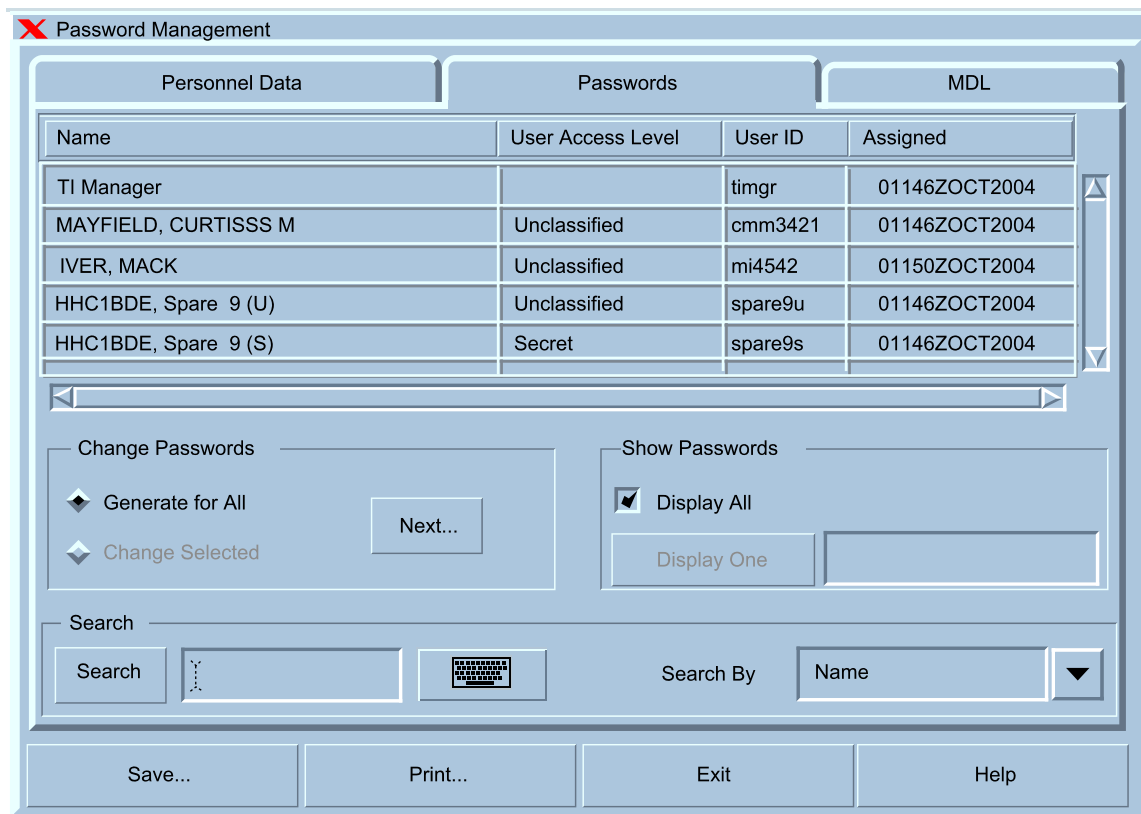 Password Management
Personnel Data Passwords MDL
Name User Access Level User ID Assigned
TI Manager timgr 01146ZOCT2004
MAYFIELD, CURTISSS M Unclassified cmm3421 01146ZOCT2004
IVER, MACK Unclassified mi4542 01150ZOCT2004
HHC1BDE, Spare 9 (U) Unclassified spare9u 01146ZOCT2004
HHC1BDE, Spare 9 (S) Secret spare9s 01146ZOCT2004
Change Passwords Show Passwords
Generate for All Next... Display All
Change Selected Display One
Search
Search Search By Name
Save... Print... Exit Help